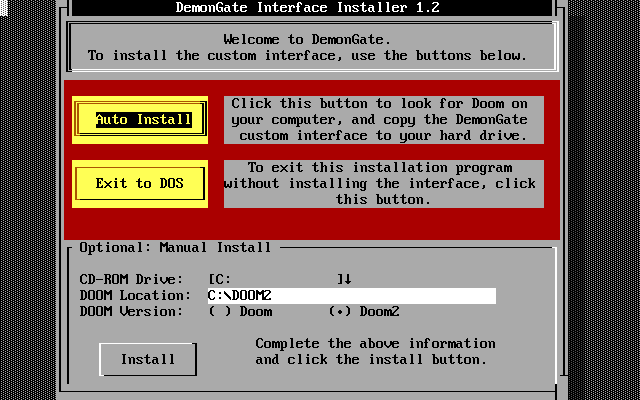 DemonGate Interface Installer 1.2
Welcome to DemonGate.
To install the custom interface, use the buttons below.
Auto Install
Click this button to look for Doom on
your computer, and copy the DemonGate
custom interface to your hard drive.
Exit to DOS
To exit this installation program
without installing the interface, click
this button.
Optional: Manual Install
CD-ROM Drive: [C: ]↓
DOOM Location: C:\DOOM2
DOOM Version: ( ) Doom (•) Doom2
Install
Complete the above information
and click the install button.